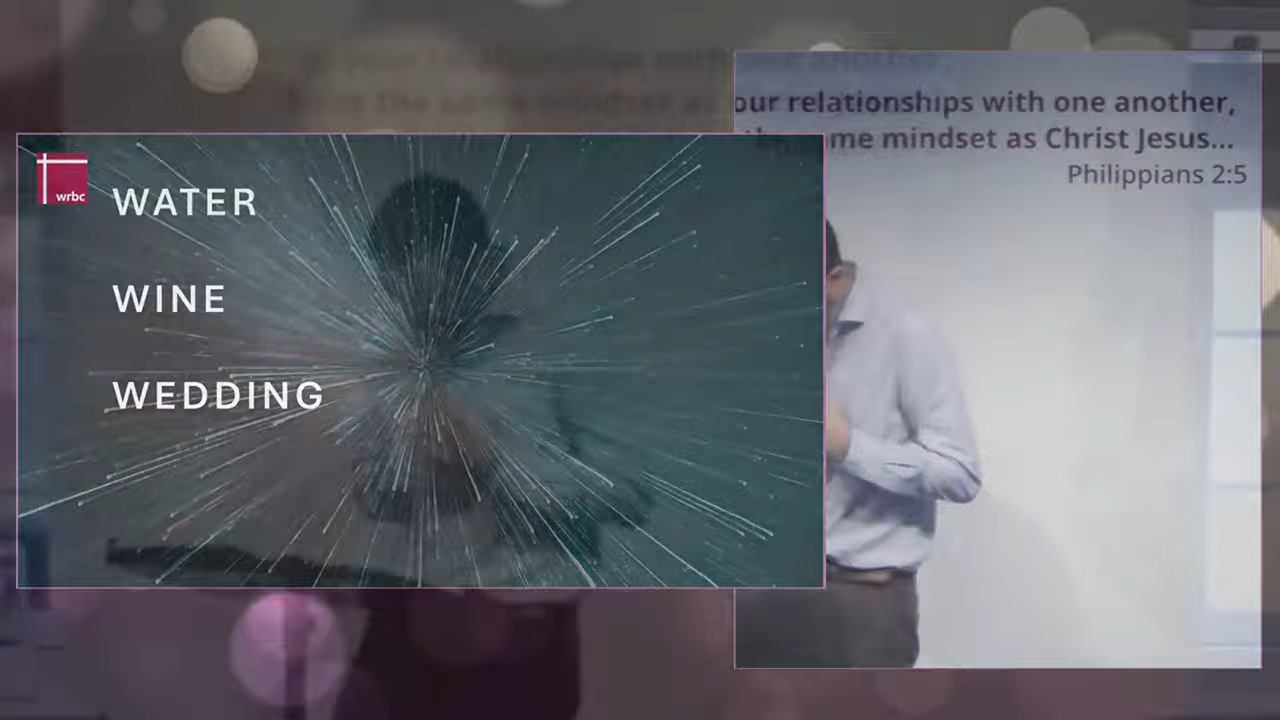 wrbc
WATER
WINE
WEDDING
our relationships with one another,
me mindset as Christ Jesus...
Philippians 2:5